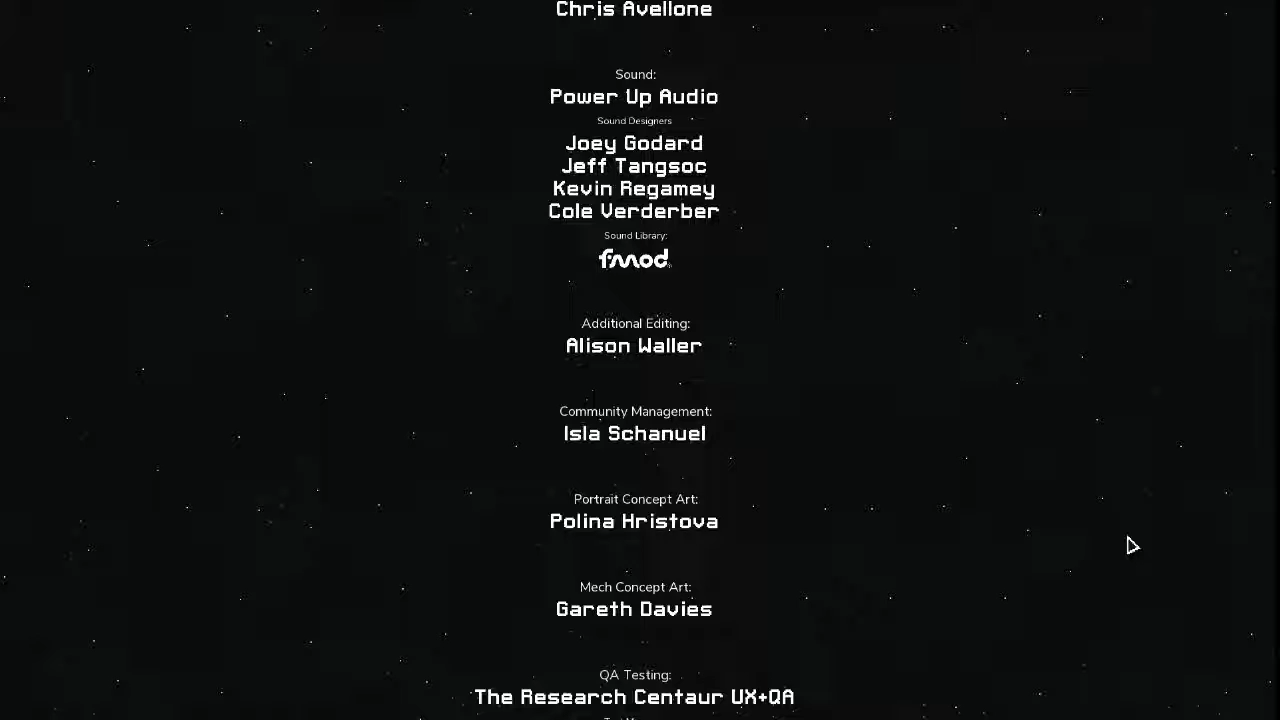 Chris Avellone
Sound:
Power Up Audio
Sound Designers
Joey Godard
Jeff Tangsoc
Kevin Regamey
Cole Verderber
Sound Library:
fmod
Additional Editing:
Alison Waller
Community Management:
Isla Schanuel
Portrait Concept Art:
Polina Hristova
Mech Concept Art:
Gareth Davies
QA Testing:
The Research Centaur UX+QA